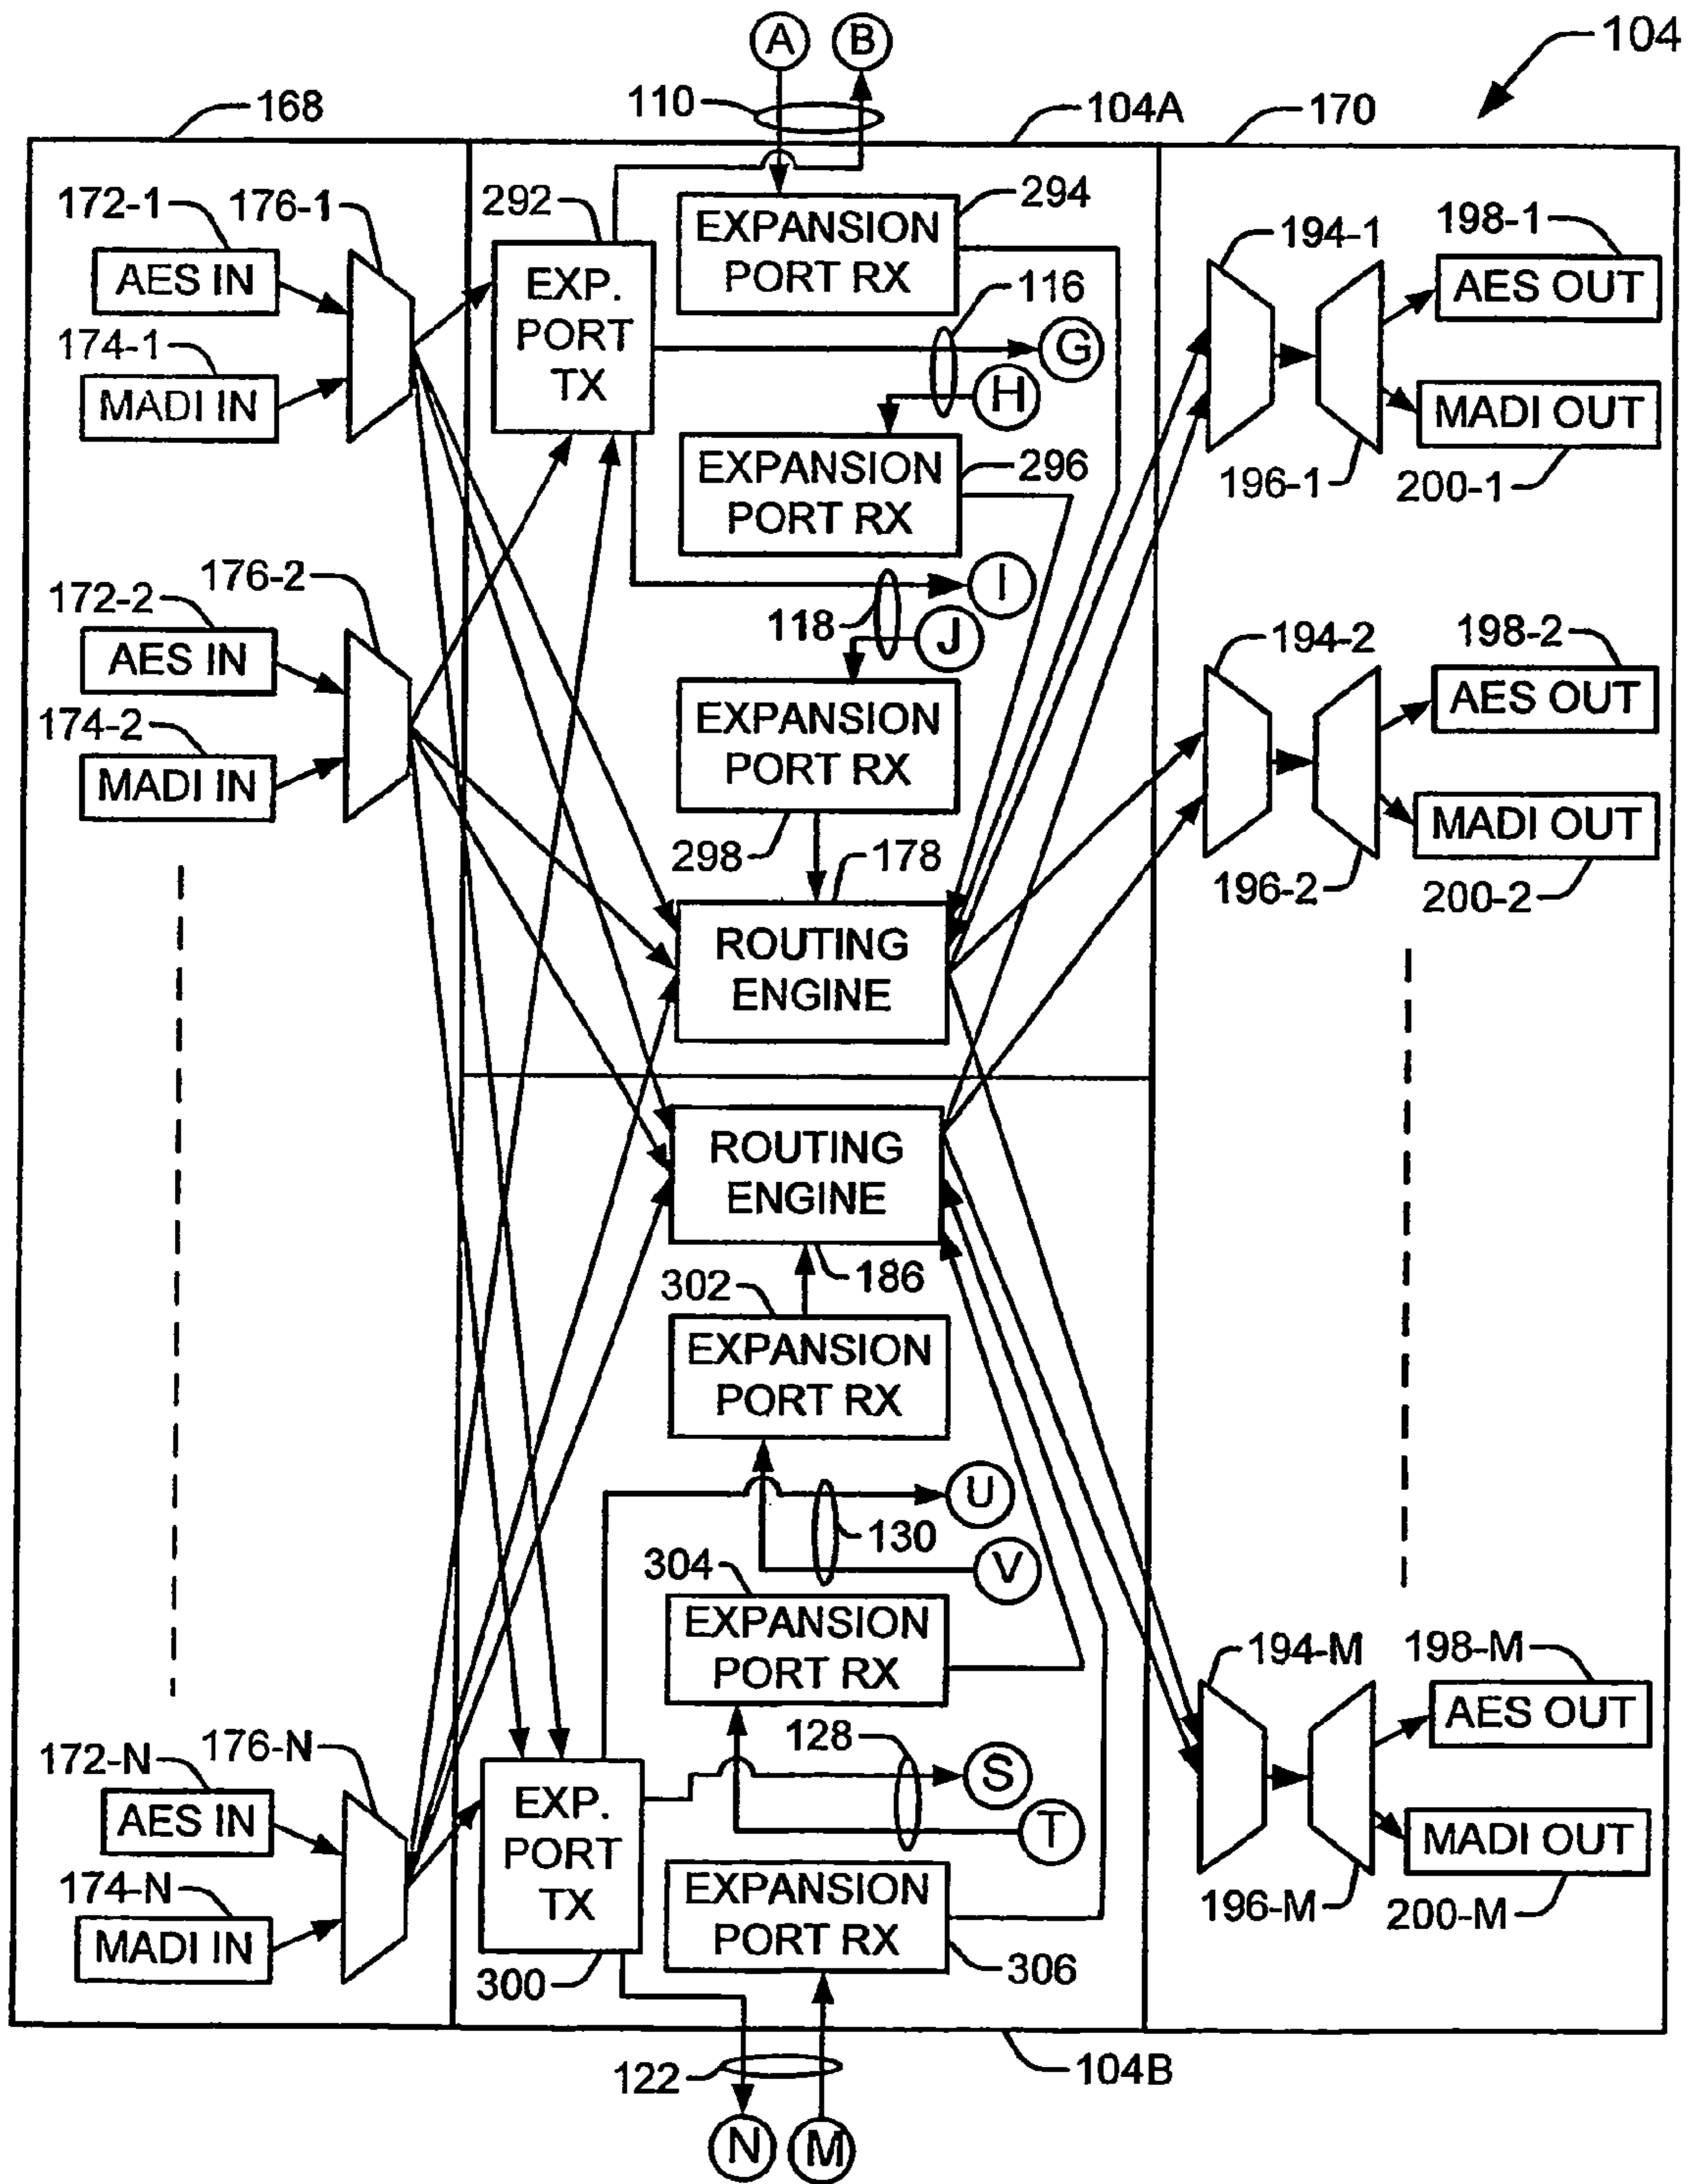 A B
104
110
168
104A
170
172-1
176-1
292
294
194-1
198-1
AES IN
EXP.
PORT
TX
EXPANSION
PORT RX
116
AES OUT
G
174-1
MADI IN
H
MADI OUT
196-1
200-1
EXPANSION
PORT RX
296
172-2
176-2
I
118
J
194-2
198-2
AES IN
AES OUT
174-2
MADI IN
EXPANSION
PORT RX
MADI OUT
298
178
196-2
200-2
ROUTING
ENGINE
ROUTING
ENGINE
302
186
EXPANSION
PORT RX
U
130
V
304
EXPANSION
PORT RX
194-M
198-M
128
AES OUT
172-N
176-N
S
AES IN
EXP.
PORT
TX
T
MADI OUT
174-N
MADI IN
EXPANSION
PORT RX
196-M
200-M
300
306
122
104B
N M